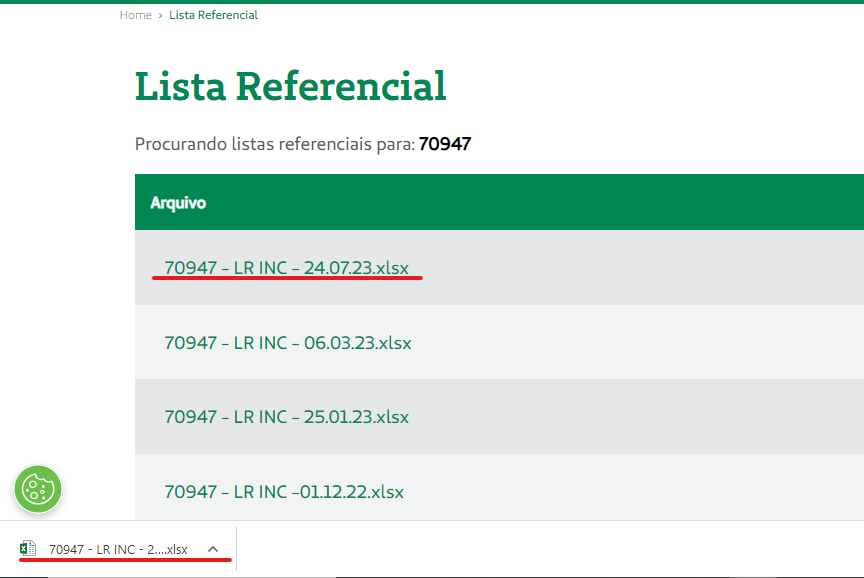 Home › Lista Referencial
Lista Referencial
Procurando listas referenciais para: 70947
Arquivo
70947 – LR INC – 24.07.23.xlsx
70947 – LR INC – 06.03.23.xlsx
70947 – LR INC – 25.01.23.xlsx
70947 – LR INC –01.12.22.xlsx
70947 - LR INC - 2....xlsx